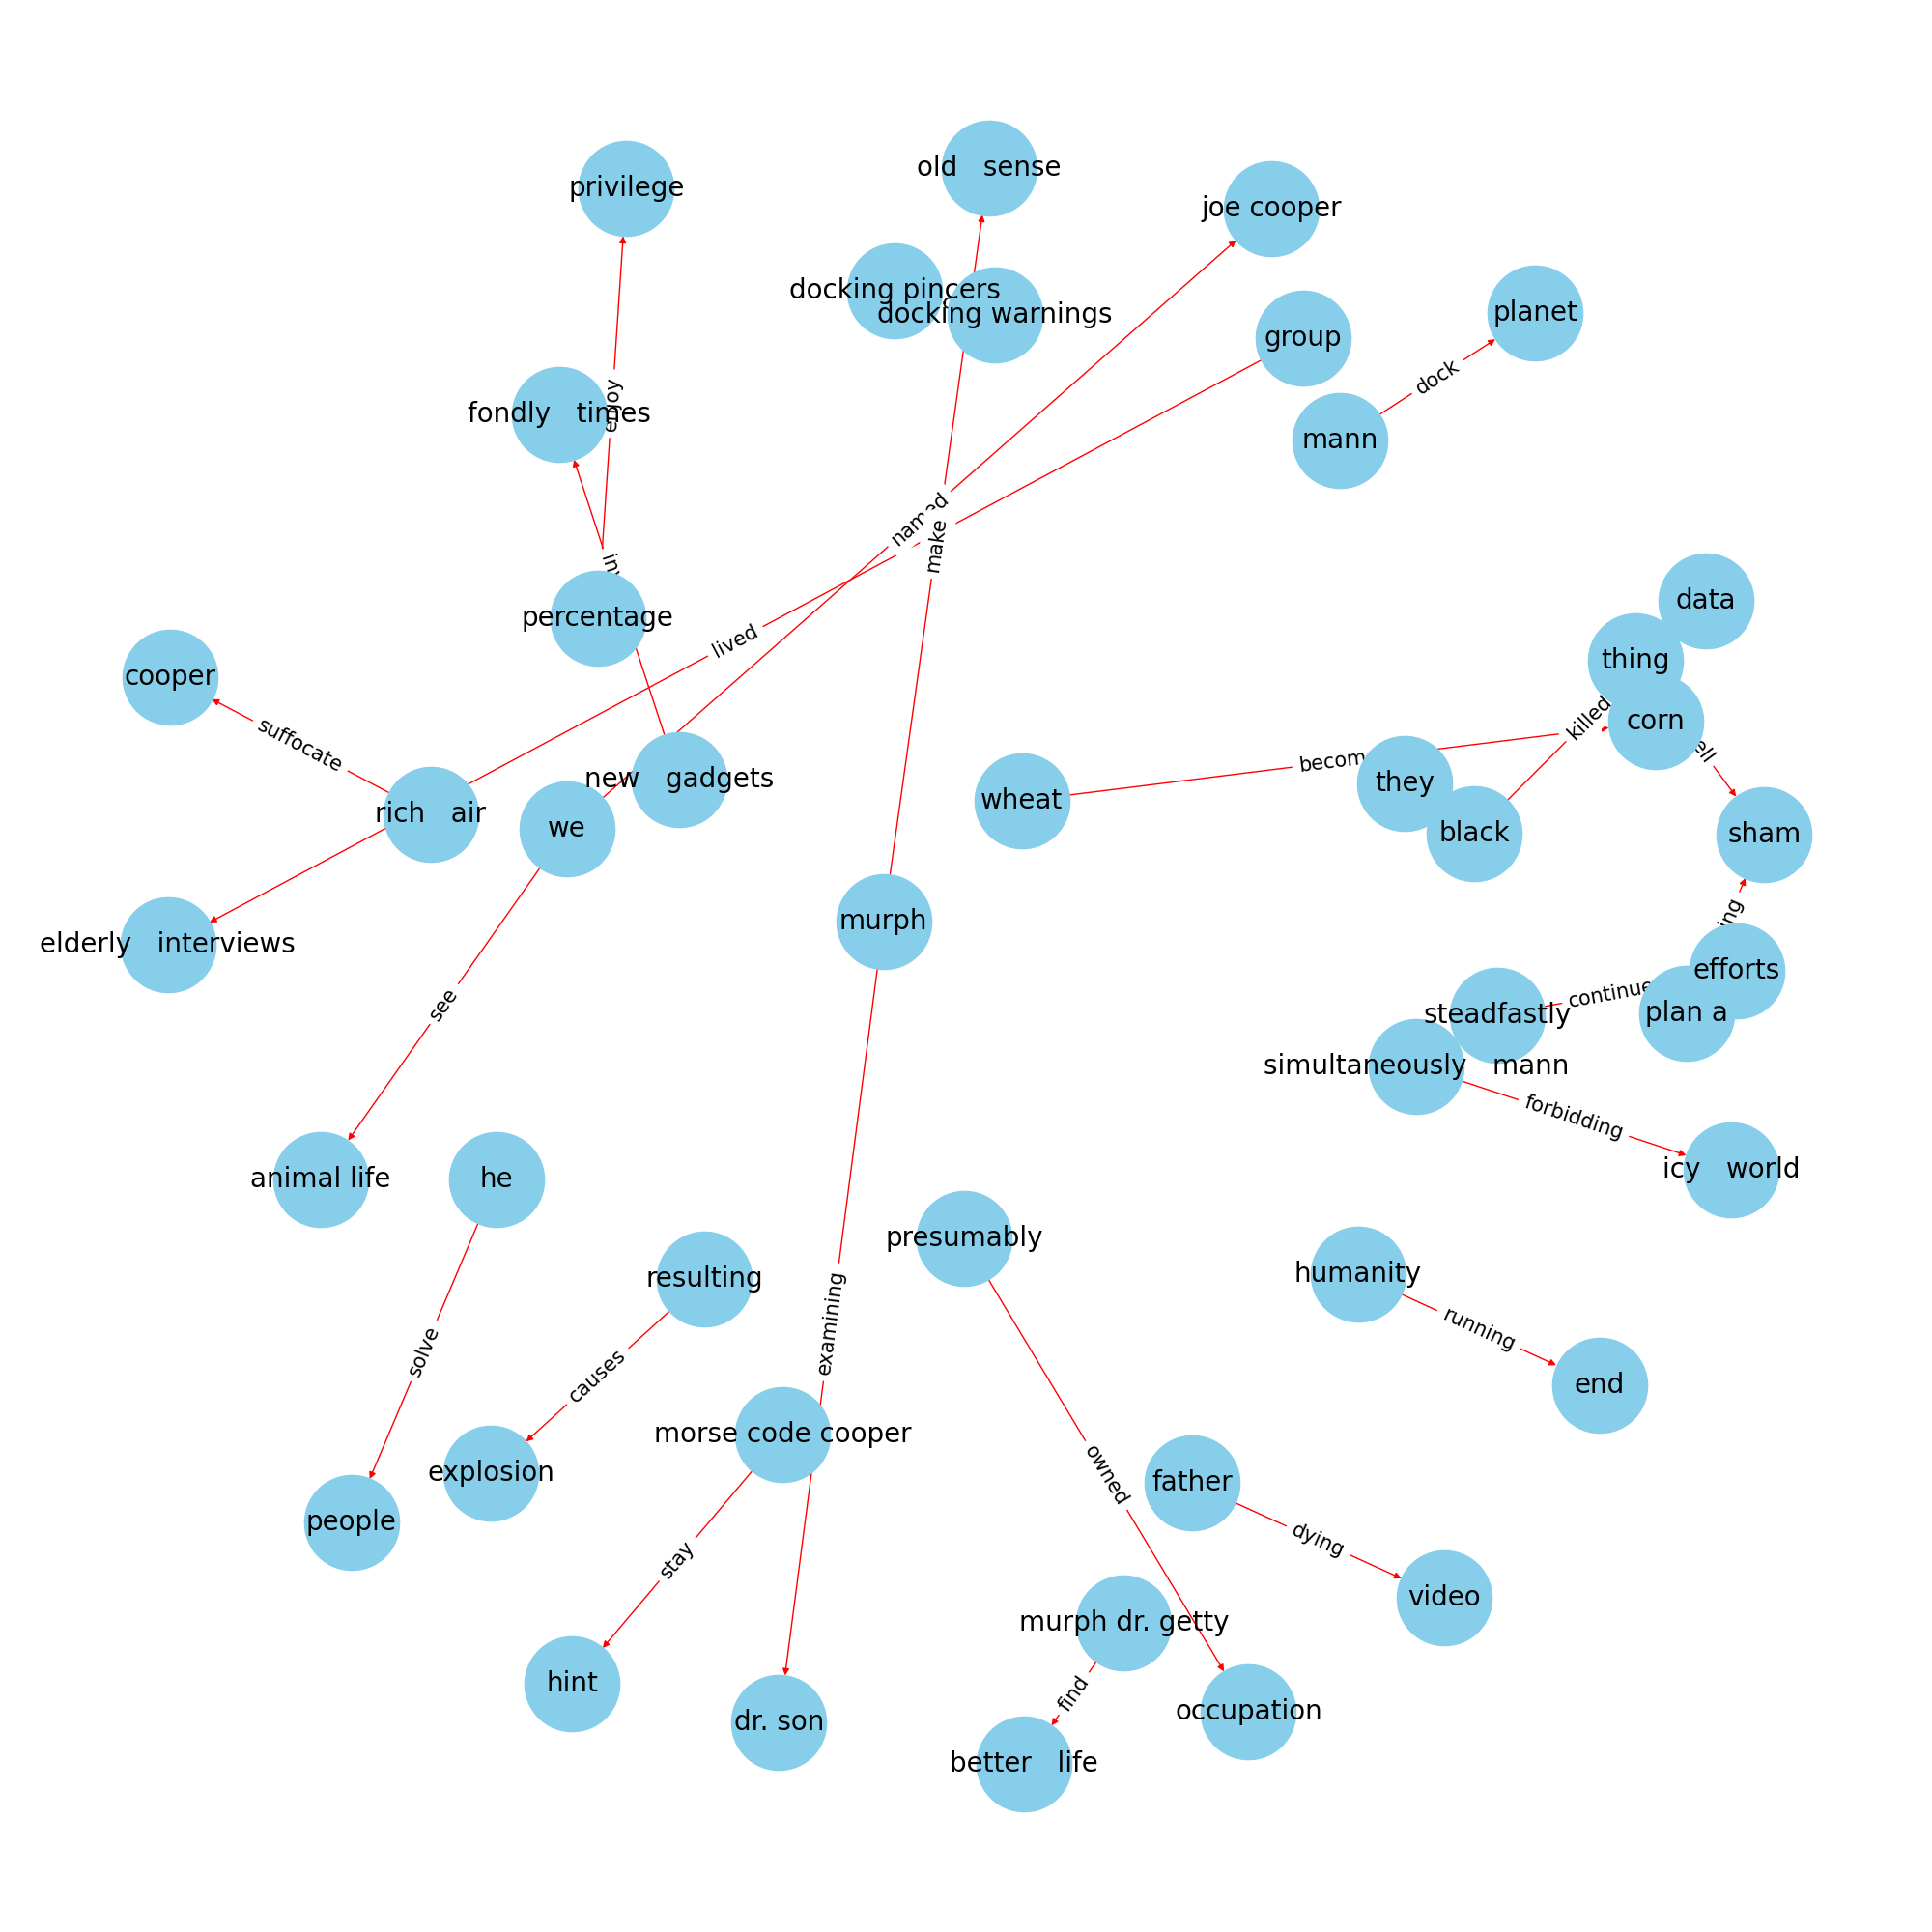 old   sense
privilege
joe cooper
docking pincers
docking warnings
planet
group
dock
enjoy
fondly   times
mann
named
make
data
percentage
lived
thing
cooper
killed
corn
suffocate
becom
new   gadgets
they
wheat
rich   air
we
black
sham
murph
elderly   interviews
efforts
continue
see
steadfastly
plan a
simultaneously   mann
forbidding
icy   world
animal life
he
presumably
humanity
resulting
examining
running
solve
causes
end
morse code cooper
explosion
owned
father
people
dying
stay
video
murph dr. getty
hint
find
occupation
dr. son
better   life